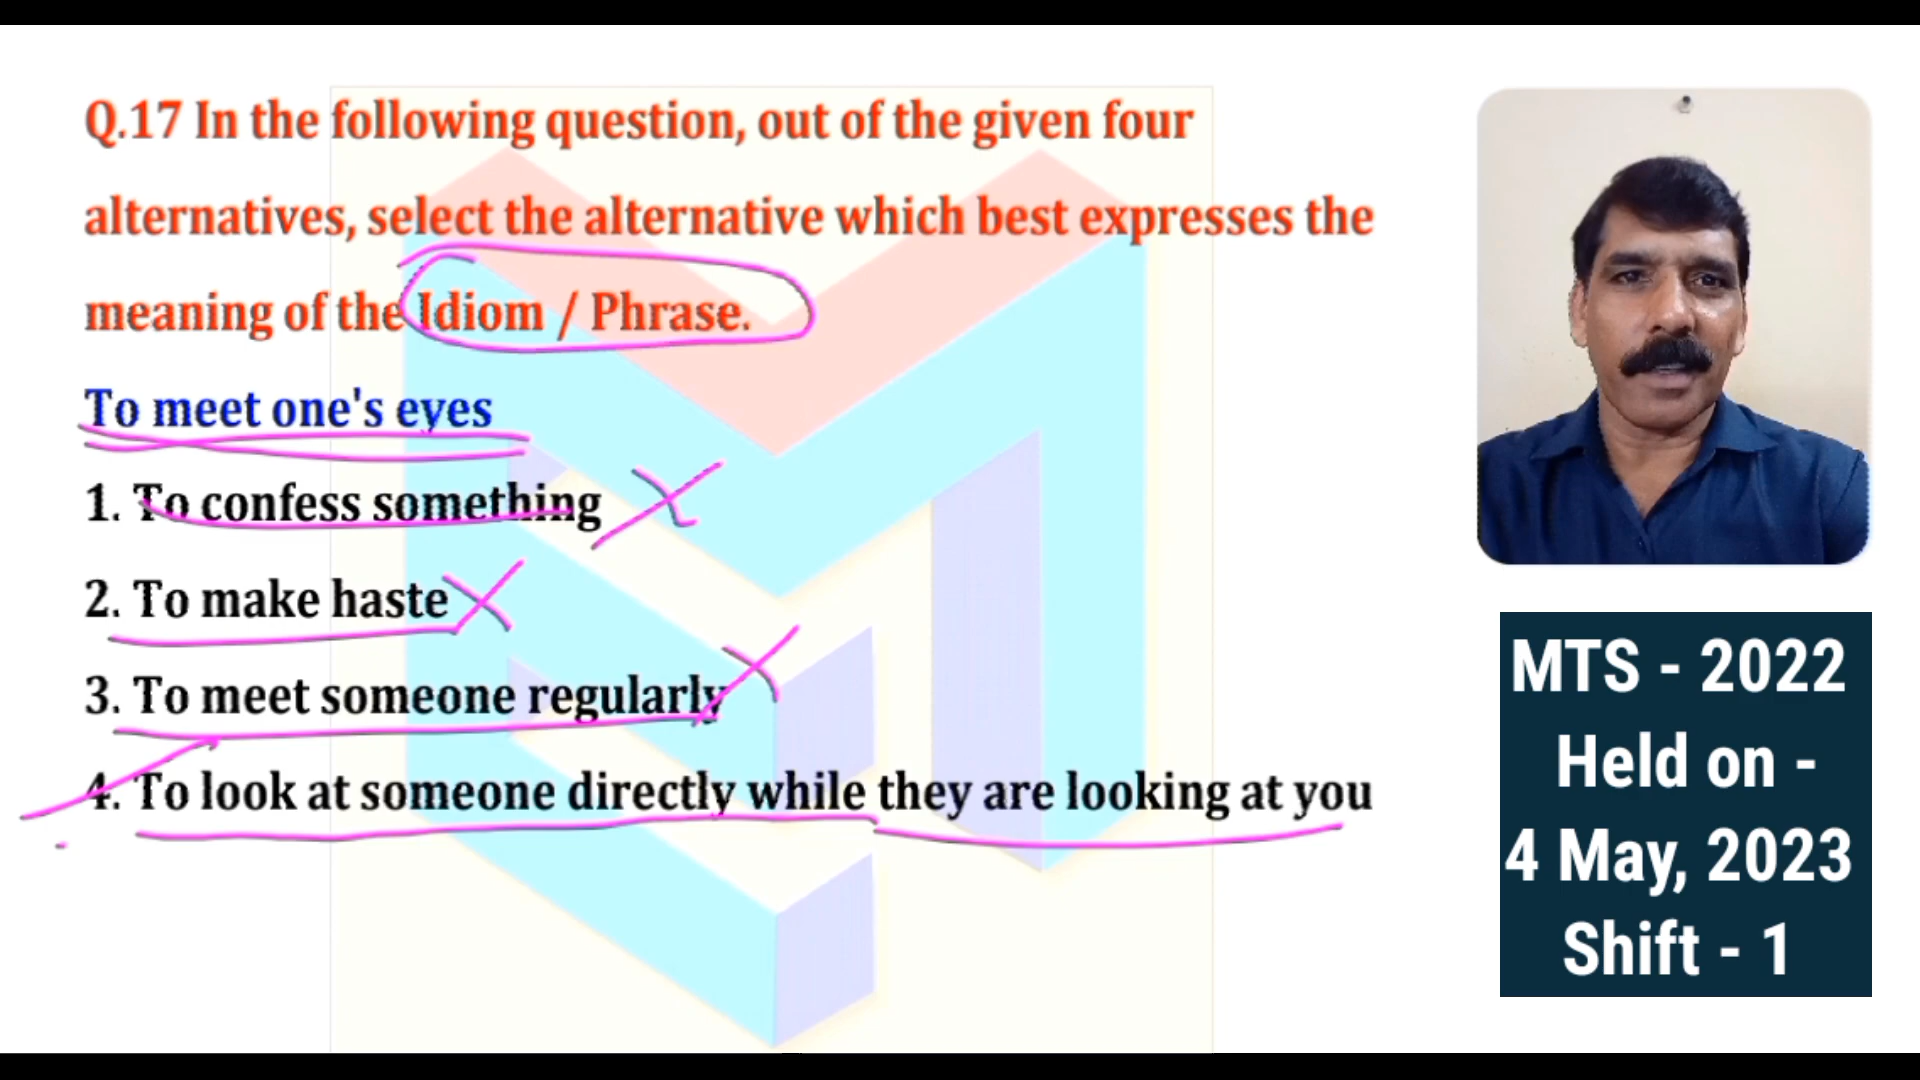 Q.17 In the following question, out of the given four
alternatives, select the alternative which best expresses the
meaning of the Idiom / Phrase.
To meet one's eyes
1. To confess something
2. To make haste
3. To meet someone regularly
4. To look at someone directly while they are looking at you
MTS - 2022
Held on -
4 May, 2023
Shift - 1